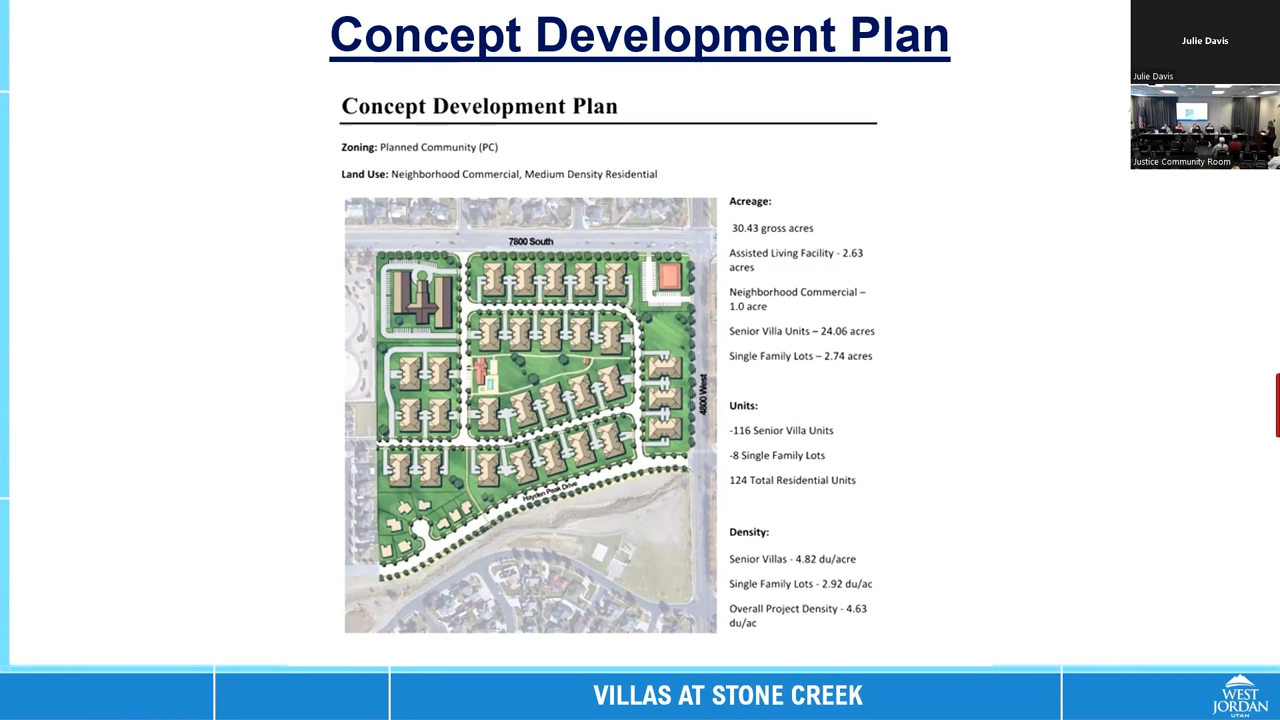 Concept Development Plan
Julie Davis
Julie Davis
Justice Community Room
Concept Development Plan
Zoning: Planned Community (PC)
Land Use: Neighborhood Commercial, Medium Density Residential
7800 South
4800 West
Hayden Peak Drive
Acreage:
30.43 gross acres
Assisted Living Facility - 2.63
acres
Neighborhood Commercial –
1.0 acre
Senior Villa Units – 24.06 acres
Single Family Lots – 2.74 acres
Units:
-116 Senior Villa Units
-8 Single Family Lots
124 Total Residential Units
Density:
Senior Villas - 4.82 du/acre
Single Family Lots - 2.92 du/ac
Overall Project Density - 4.63
du/ac
VILLAS AT STONE CREEK
WEST
JORDAN
UTAH